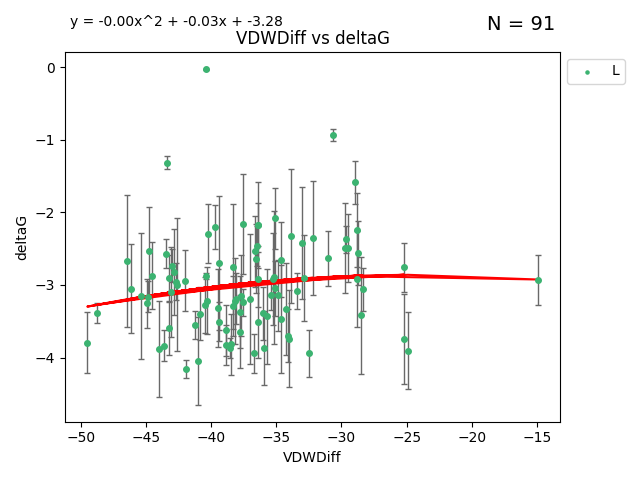 y = -0.00x^2 + -0.03x + -3.28
N = 91
VDWDiff vs deltaG
L
0
−1
−2
−3
−4
deltaG
−50 −45 −40 −35 −30 −25 −20 −15
VDWDiff